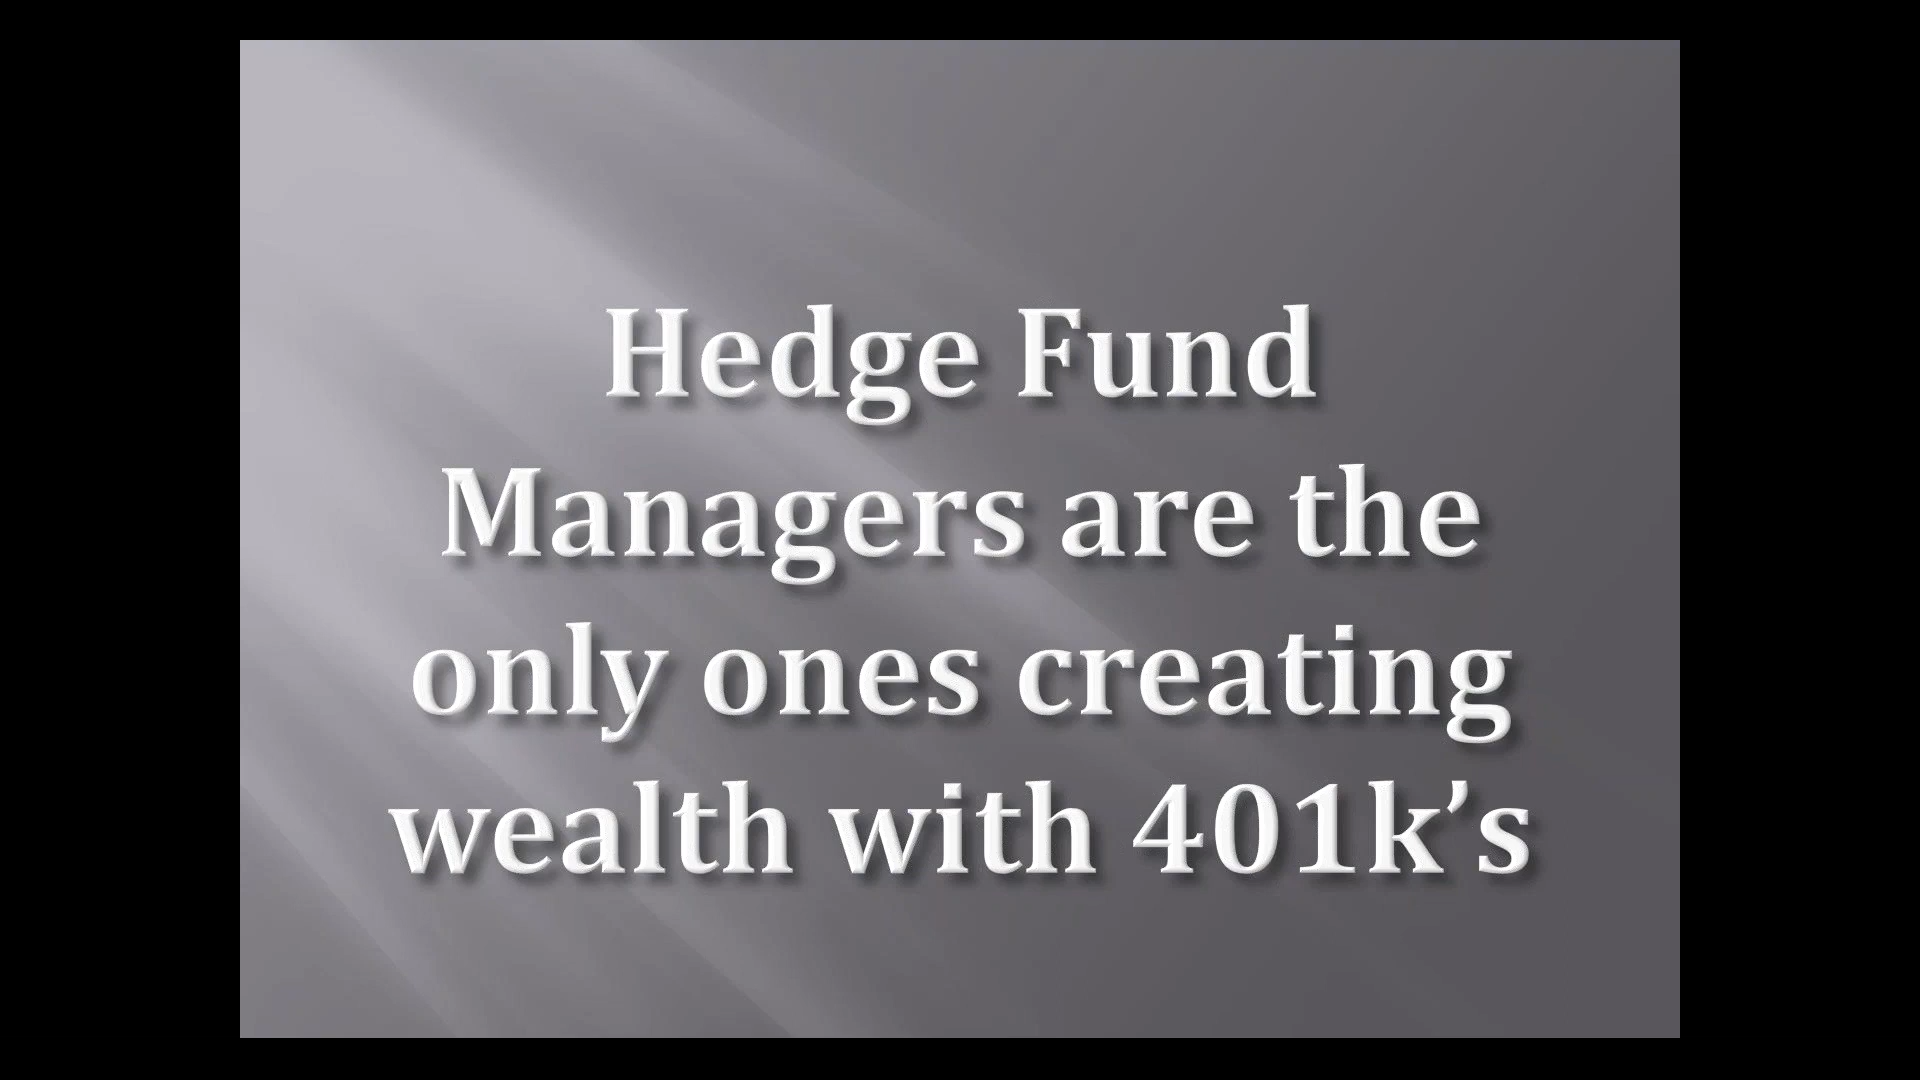 Hedge Fund
Managers are the
only ones creating
wealth with 401k’s